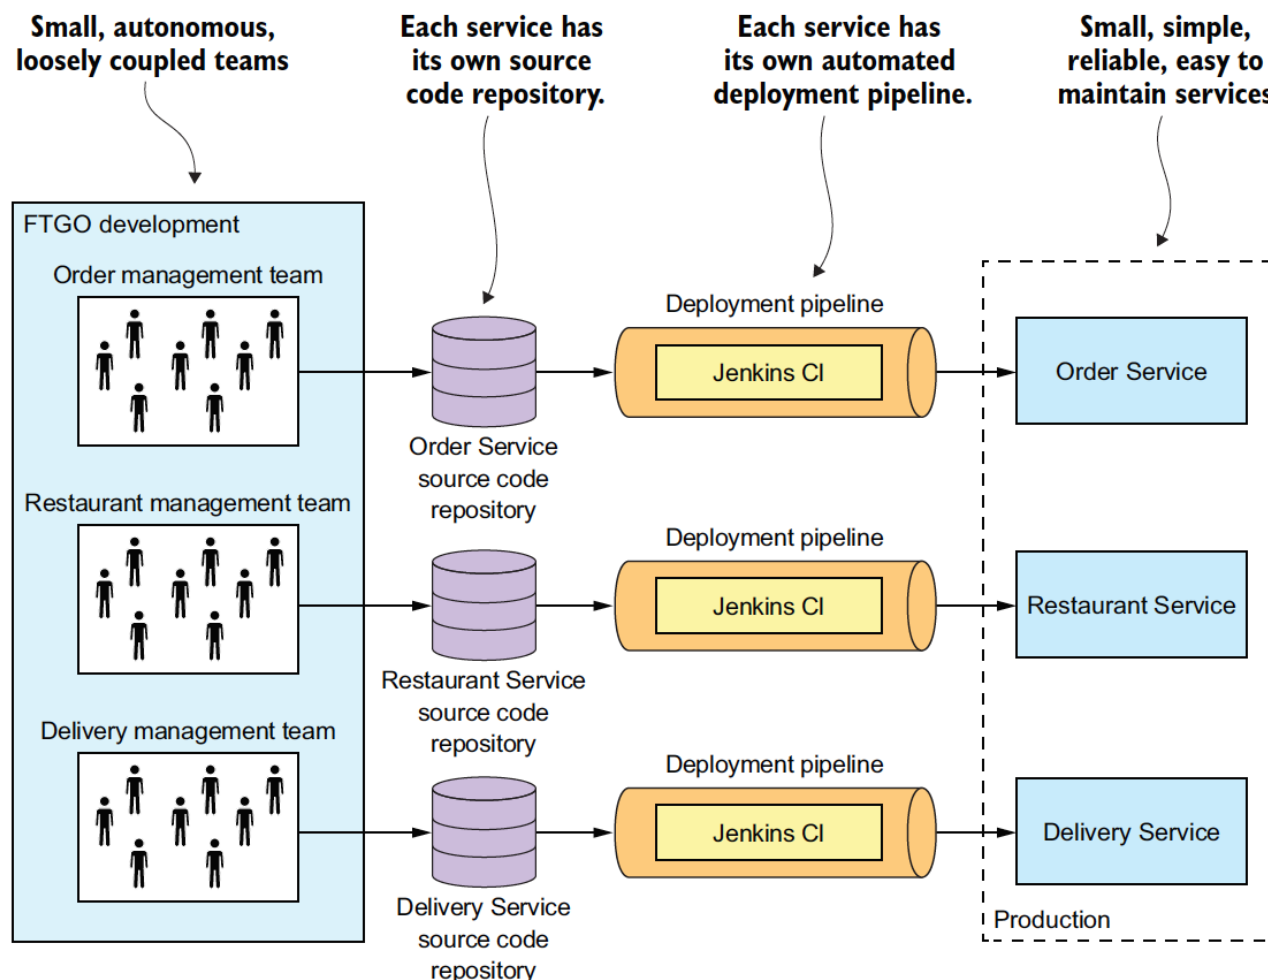 Small, autonomous,
loosely coupled teams
Each service has
its own source
code repository.
Each service has
its own automated
deployment pipeline.
Small, simple,
reliable, easy to
maintain services
FTGO development
Order management team
Order Service
source code
repository
Deployment pipeline
Jenkins CI
Order Service
Restaurant management team
Restaurant Service
source code
repository
Deployment pipeline
Jenkins CI
Restaurant Service
Delivery management team
Delivery Service
source code
repository
Deployment pipeline
Jenkins CI
Delivery Service
Production